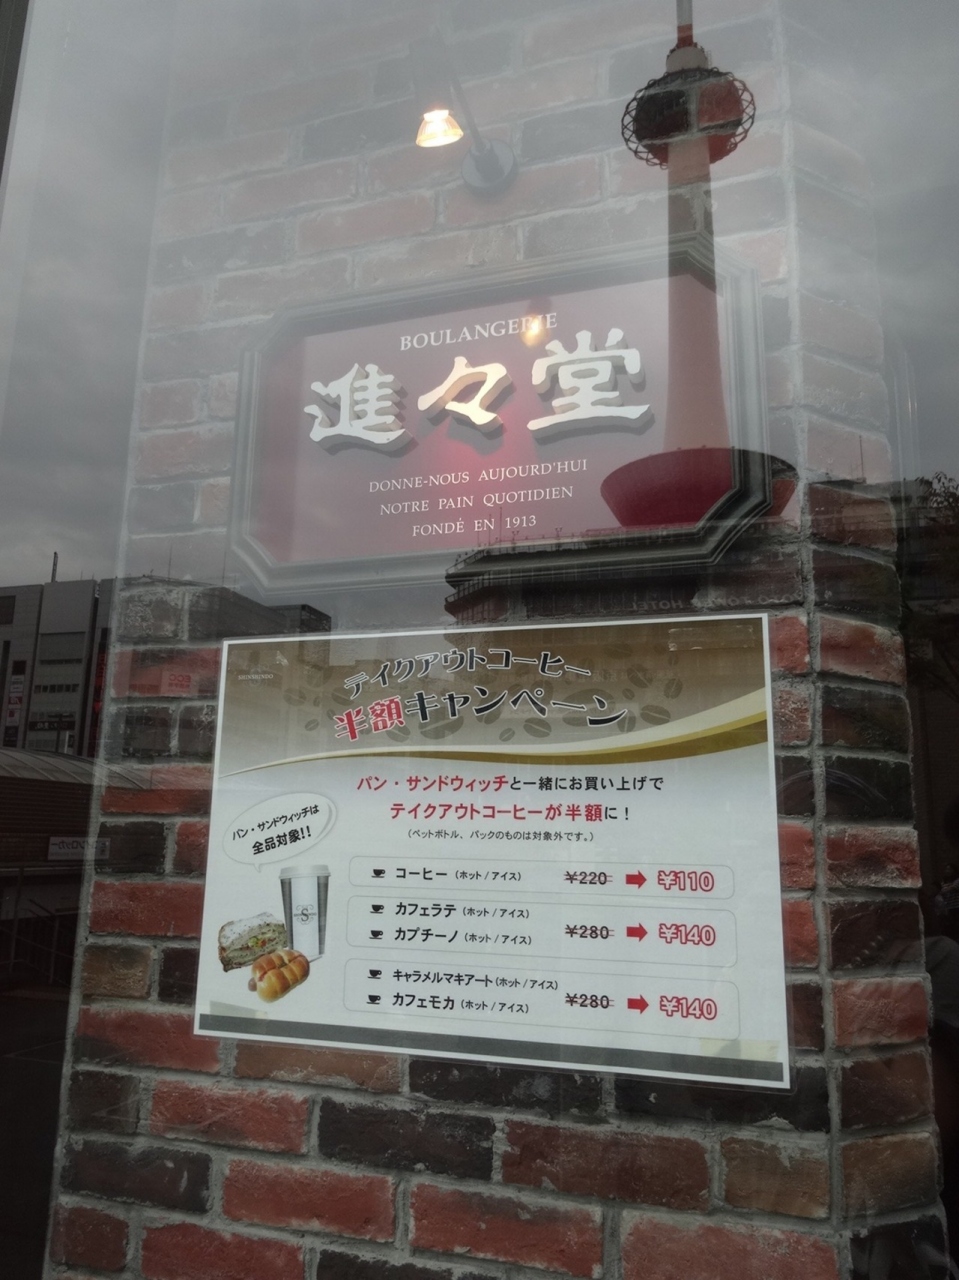 BOULANGERIE
進々堂
DONNE-NOUS AUJOURD'HUI
NOTRE PAIN QUOTIDIEN
FONDÉ EN 1913
SHINSHINDO
テイクアウトコーヒー
半額キャンペーン
パン・サンドウィッチと一緒にお買い上げで
テイクアウトコーヒーが半額に！
（ペットボトル、パックのものは対象外です。）
パン・サンドウィッチは
全品対象!!
コーヒー（ホット / アイス） ¥220 ➡ ¥110
カフェラテ（ホット / アイス）
カプチーノ（ホット / アイス） ¥280 ➡ ¥140
キャラメルマキアート（ホット / アイス）
カフェモカ（ホット / アイス） ¥280 ➡ ¥140
S